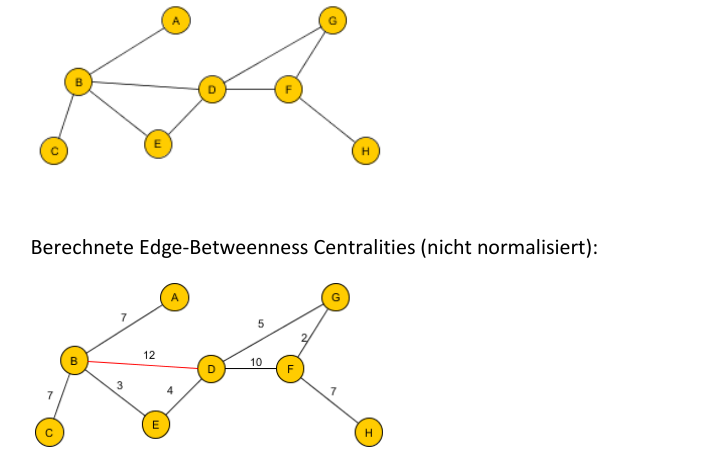 A
G
B
D
F
C
E
H
Berechnete Edge-Betweenness Centralities (nicht normalisiert):
A
G
7
5
2
B
12
D
10
F
7
3
4
7
C
E
H